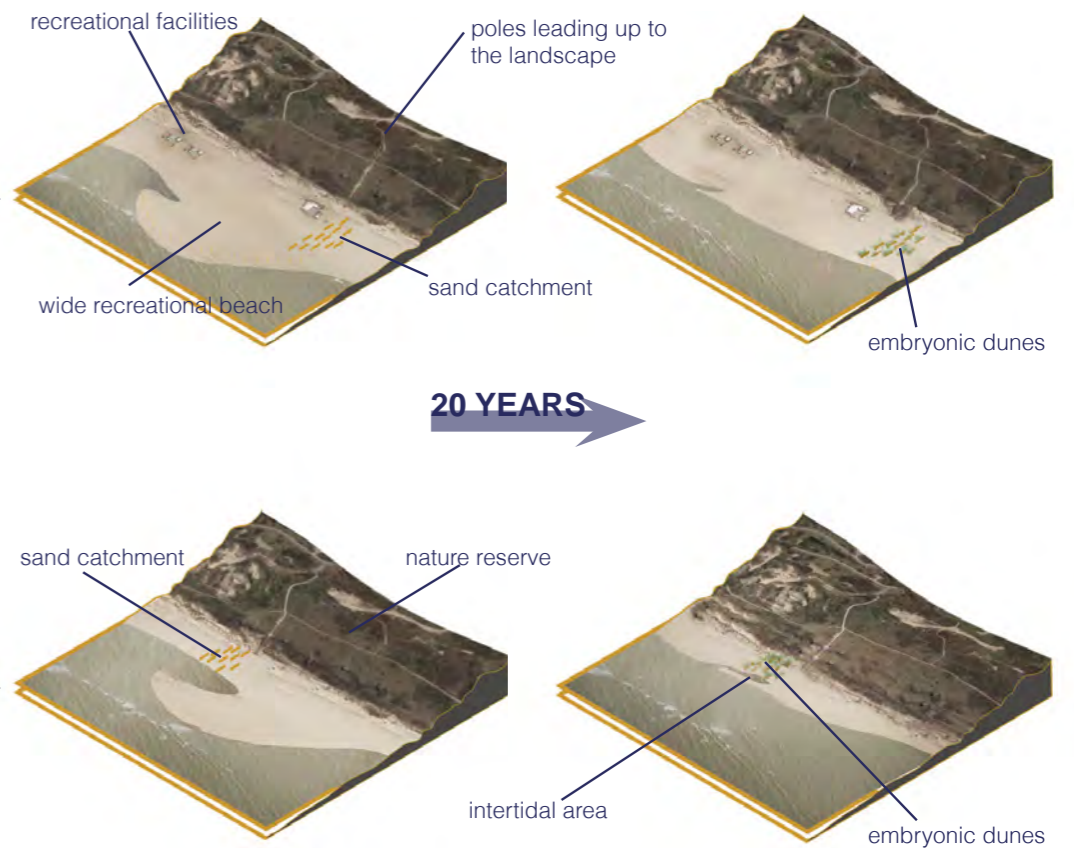 recreational facilities
poles leading up to
the landscape
wide recreational beach
sand catchment
embryonic dunes
20 YEARS
sand catchment
nature reserve
intertidal area
embryonic dunes